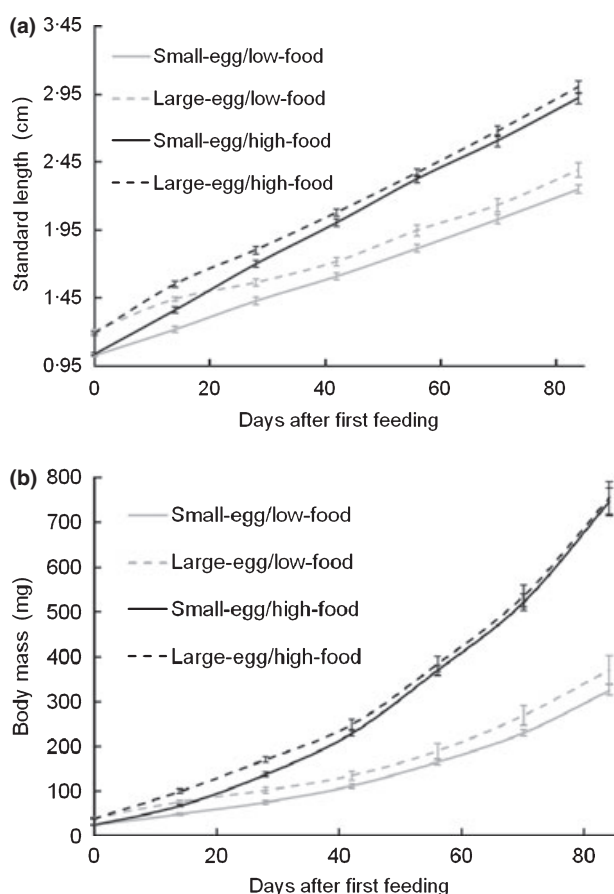 (a)
3·45
2·95
2·45
1·95
1·45
0·95
Standard length (cm)
Small-egg/low-food
Large-egg/low-food
Small-egg/high-food
Large-egg/high-food
0 20 40 60 80
Days after first feeding
(b)
800
700
600
500
400
300
200
100
0
Body mass (mg)
Small-egg/low-food
Large-egg/low-food
Small-egg/high-food
Large-egg/high-food
0 20 40 60 80
Days after first feeding